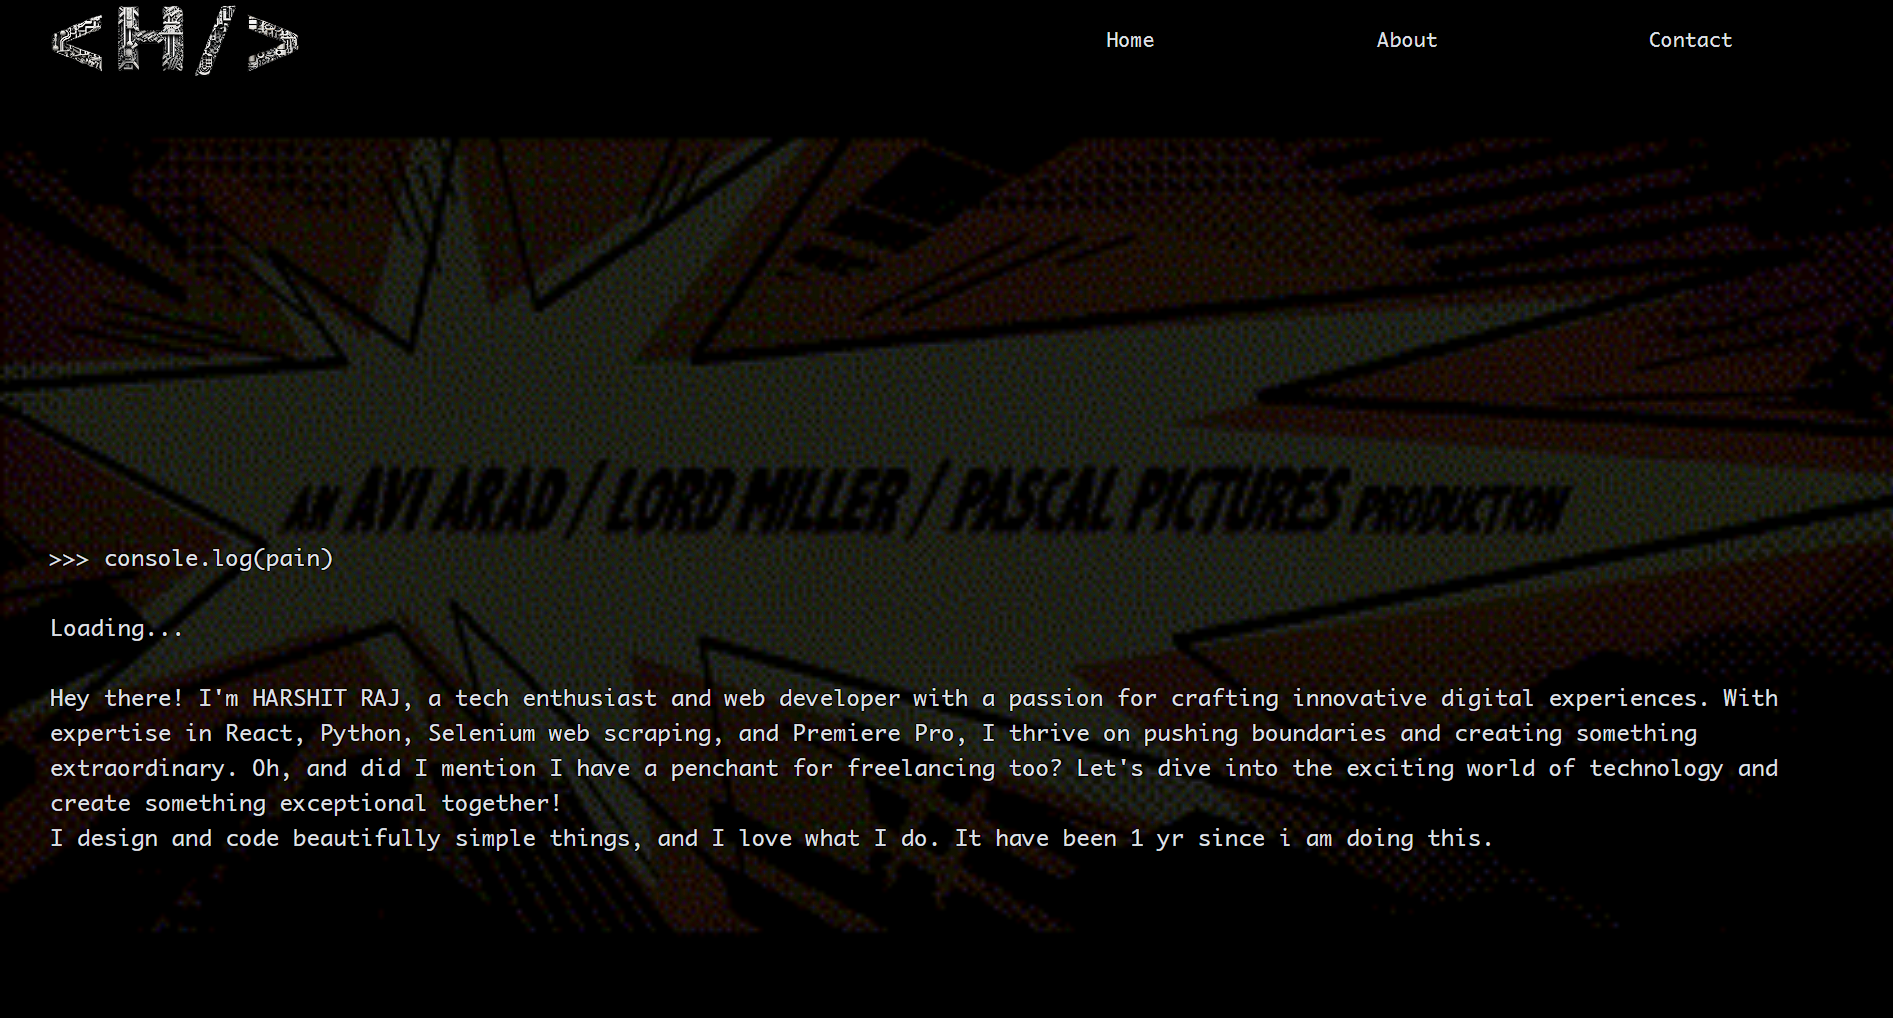 <H/>
Home About Contact
AN AVI ARAD / LORD MILLER / PASCAL PICTURES PRODUCTION
>>> console.log(pain)
Loading...
Hey there! I'm HARSHIT RAJ, a tech enthusiast and web developer with a passion for crafting innovative digital experiences. With
expertise in React, Python, Selenium web scraping, and Premiere Pro, I thrive on pushing boundaries and creating something
extraordinary. Oh, and did I mention I have a penchant for freelancing too? Let's dive into the exciting world of technology and
create something exceptional together!
I design and code beautifully simple things, and I love what I do. It have been 1 yr since i am doing this.